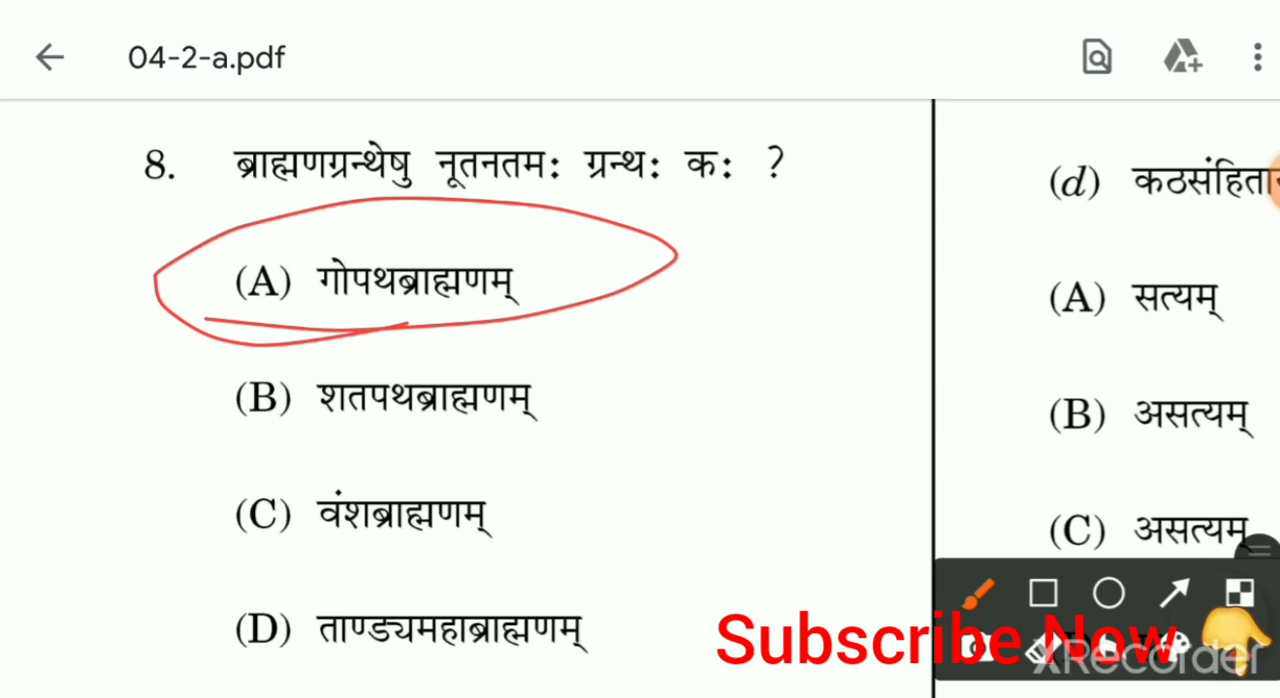 04-2-a.pdf
8. ब्राह्मणग्रन्थेषु नूतनतमः ग्रन्थः कः ?
(A) गोपथब्राह्मणम्
(B) शतपथब्राह्मणम्
(C) वंशब्राह्मणम्
(D) ताण्ड्यमहाब्राह्मणम्
(d) कठसंहिता
(A) सत्यम्
(B) असत्यम्
(C) असत्यम्
Subscribe Now
XRecorder